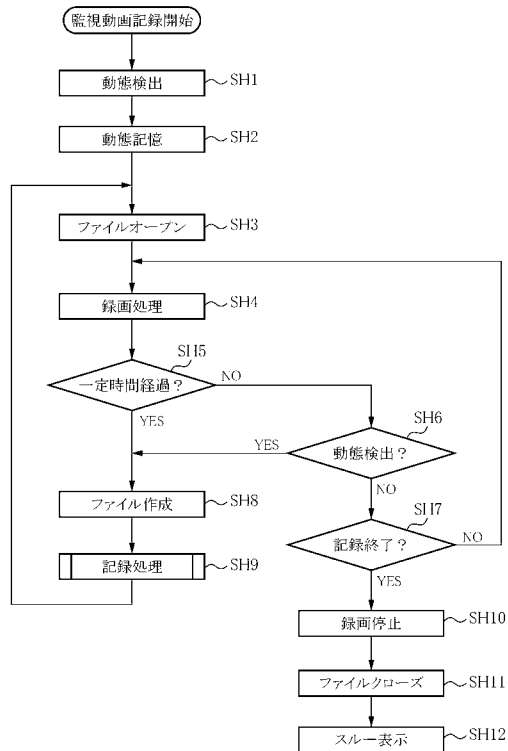 監視動画記録開始
動態検出 SH1
動態記憶 SH2
ファイルオープン SH3
録画処理 SH4
SH5
一定時間経過? NO
YES
SH6
動態検出? YES
NO
ファイル作成 SH8
SH7
記録終了? NO
YES
記録処理 SH9
録画停止 SH10
ファイルクローズ SH11
スルー表示 SH12